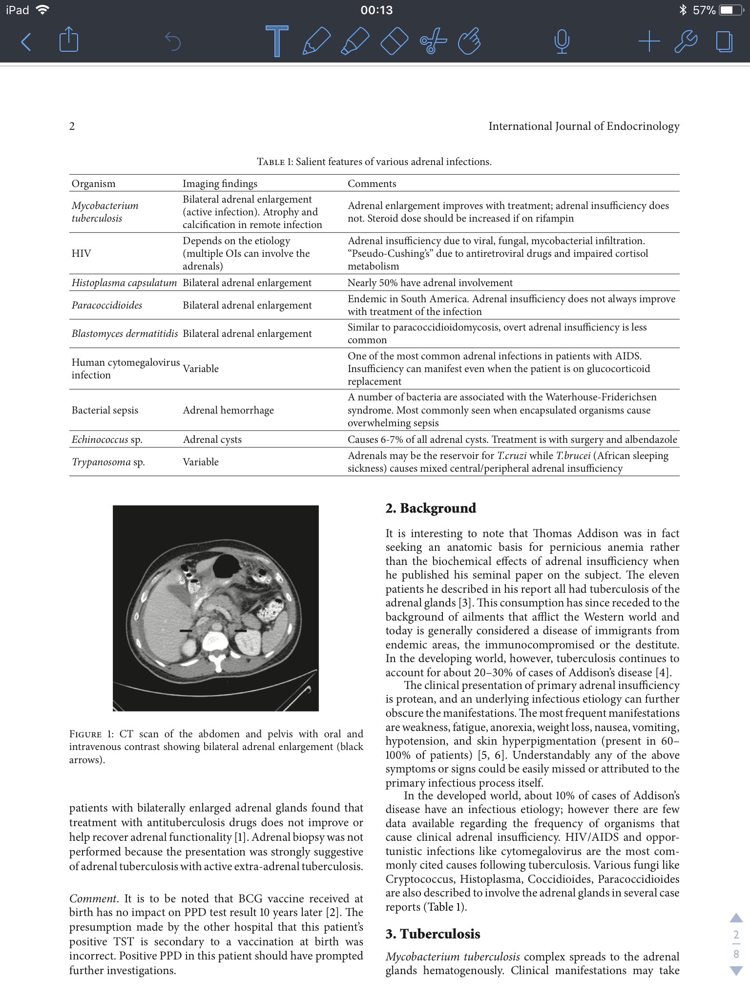 iPad
00:13
57%
2
International Journal of Endocrinology
Table 1: Salient features of various adrenal infections.
Organism Imaging findings Comments
Mycobacterium tuberculosis
Bilateral adrenal enlargement
(active infection). Atrophy and
calcification in remote infection
Adrenal enlargement improves with treatment; adrenal insufficiency does
not. Steroid dose should be increased if on rifampin
HIV
Depends on the etiology
(multiple OIs can involve the
adrenals)
Adrenal insufficiency due to viral, fungal, mycobacterial infiltration.
“Pseudo-Cushing’s” due to antiretroviral drugs and impaired cortisol
metabolism
Histoplasma capsulatum Bilateral adrenal enlargement Nearly 50% have adrenal involvement
Paracoccidioides Bilateral adrenal enlargement
Endemic in South America. Adrenal insufficiency does not always improve
with treatment of the infection
Blastomyces dermatitidis Bilateral adrenal enlargement
Similar to paracoccidioidomycosis, overt adrenal insufficiency is less
common
Human cytomegalovirus
infection
Variable
One of the most common adrenal infections in patients with AIDS.
Insufficiency can manifest even when the patient is on glucocorticoid
replacement
Bacterial sepsis Adrenal hemorrhage
A number of bacteria are associated with the Waterhouse-Friderichsen
syndrome. Most commonly seen when encapsulated organisms cause
overwhelming sepsis
Echinococcus sp. Adrenal cysts Causes 6-7% of all adrenal cysts. Treatment is with surgery and albendazole
Trypanosoma sp. Variable
Adrenals may be the reservoir for T.cruzi while T.brucei (African sleeping
sickness) causes mixed central/peripheral adrenal insufficiency
Figure 1: CT scan of the abdomen and pelvis with oral and
intravenous contrast showing bilateral adrenal enlargement (black
arrows).
patients with bilaterally enlarged adrenal glands found that
treatment with antituberculosis drugs does not improve or
help recover adrenal functionality [1]. Adrenal biopsy was not
performed because the presentation was strongly suggestive
of adrenal tuberculosis with active extra-adrenal tuberculosis.
Comment. It is to be noted that BCG vaccine received at
birth has no impact on PPD test result 10 years later [2]. The
presumption made by the other hospital that this patient’s
positive TST is secondary to a vaccination at birth was
incorrect. Positive PPD in this patient should have prompted
further investigations.
2. Background
It is interesting to note that Thomas Addison was in fact
seeking an anatomic basis for pernicious anemia rather
than the biochemical effects of adrenal insufficiency when
he published his seminal paper on the subject. The eleven
patients he described in his report all had tuberculosis of the
adrenal glands [3]. This consumption has since receded to the
background of ailments that afflict the Western world and
today is generally considered a disease of immigrants from
endemic areas, the immunocompromised or the destitute.
In the developing world, however, tuberculosis continues to
account for about 20–30% of cases of Addison’s disease [4].
The clinical presentation of primary adrenal insufficiency
is protean, and an underlying infectious etiology can further
obscure the manifestations. The most frequent manifestations
are weakness, fatigue, anorexia, weight loss, nausea, vomiting,
hypotension, and skin hyperpigmentation (present in 60–
100% of patients) [5, 6]. Understandably any of the above
symptoms or signs could be easily missed or attributed to the
primary infectious process itself.
In the developed world, about 10% of cases of Addison’s
disease have an infectious etiology; however there are few
data available regarding the frequency of organisms that
cause clinical adrenal insufficiency. HIV/AIDS and oppor-
tunistic infections like cytomegalovirus are the most com-
monly cited causes following tuberculosis. Various fungi like
Cryptococcus, Histoplasma, Coccidioides, Paracoccidioides
are also described to involve the adrenal glands in several case
reports (Table 1).
3. Tuberculosis
Mycobacterium tuberculosis complex spreads to the adrenal
glands hematogenously. Clinical manifestations may take
2
8